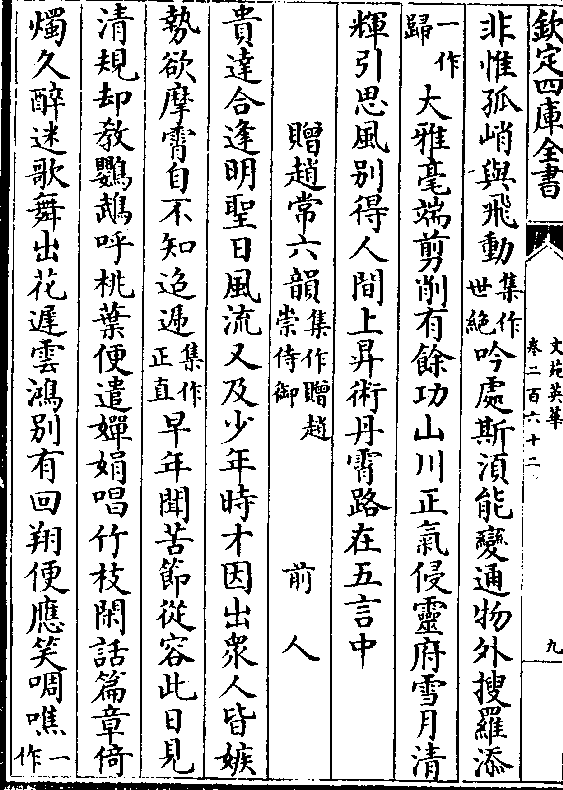 欽定四庫全書
文苑英華
卷二百六十二
九
非惟孤峭與飛動集作世絶吟處斯湏能變通物外搜羅添
一作歸大雅毫端剪削有餘功山川正氣侵靈府雪月清
輝引思風别得人間上昇術丹霄路在五言中
贈趙常六韻集作贈趙崇侍御 前人
貴達合逢明聖日風流又及少年時才因出衆人皆嫉
勢欲摩霄自不知迨遞集作正直早年聞苦節從容此日見
清規却教鸚鵡呼桃葉便遣嬋娟唱竹枝閑話篇章倚
燭久醉迷歌舞出花遲雲鴻别有回翔便應笑啁噍一作